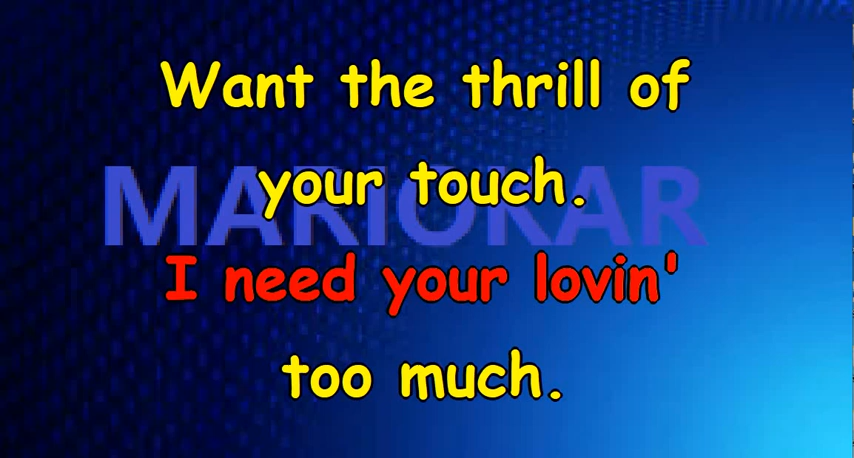 Want the thrill of
your touch.
MARIOKAR
I need your lovin'
too much.